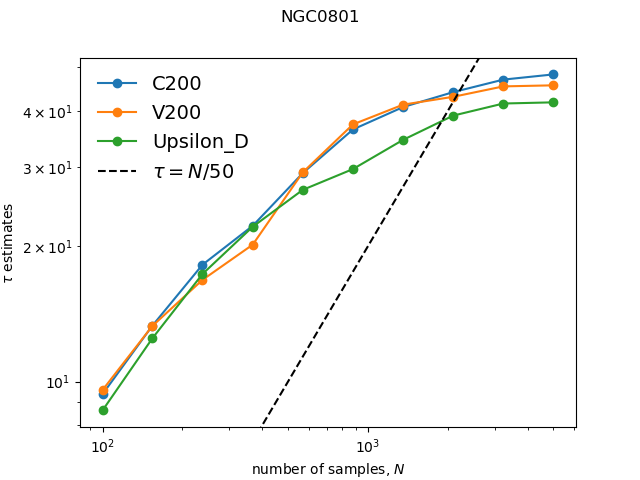 NGC0801
C200
V200
Upsilon_D
τ = N/50
4 × 10¹
3 × 10¹
2 × 10¹
10¹
τ estimates
10² 10³
number of samples, N